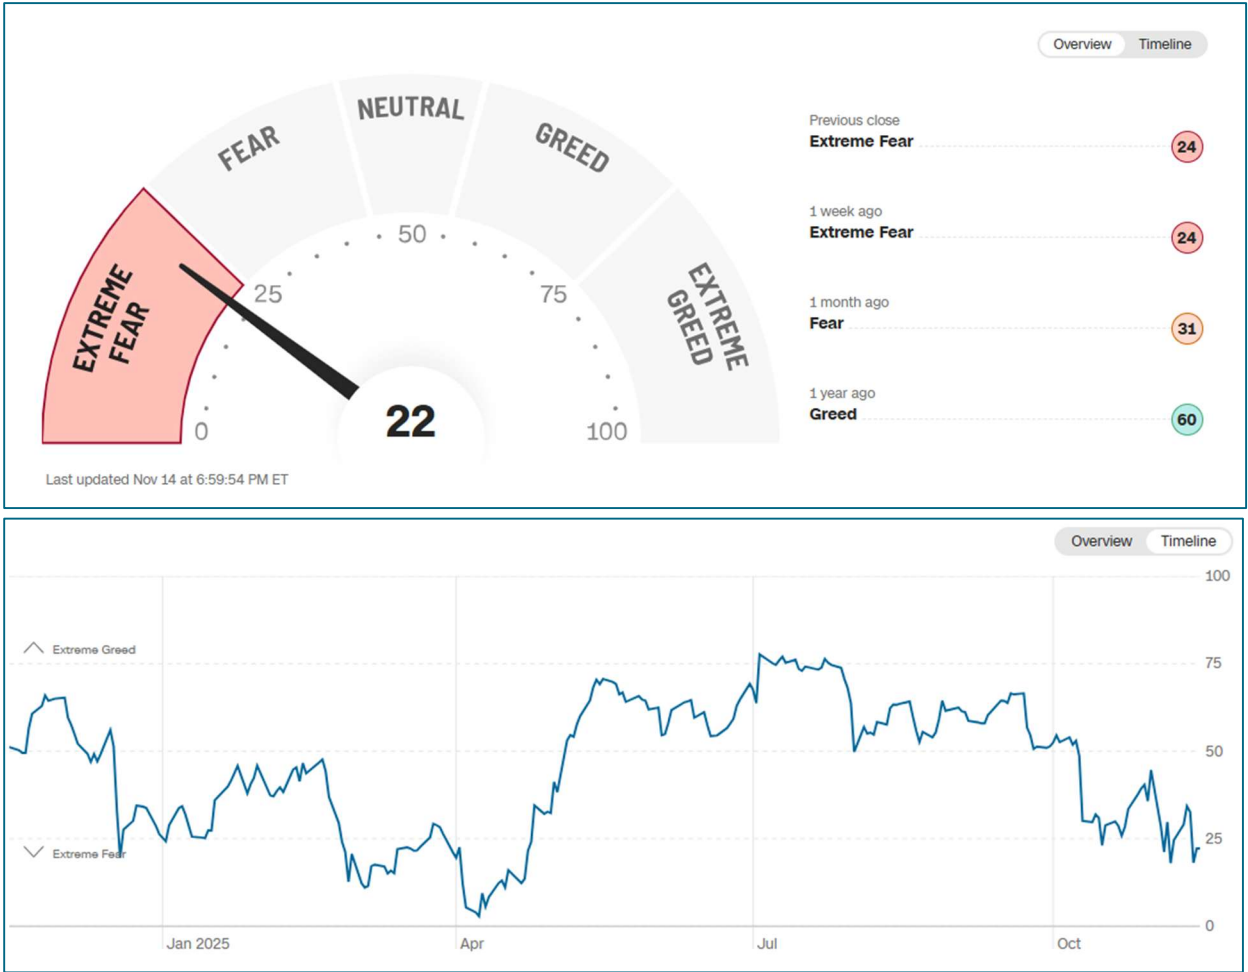 Overview Timeline
NEUTRAL
FEAR
GREED
EXTREME
FEAR
EXTREME
GREED
0
25
50
75
100
22
Last updated Nov 14 at 6:59:54 PM ET
Previous close
Extreme Fear 24
1 week ago
Extreme Fear 24
1 month ago
Fear 31
1 year ago
Greed 60
Overview Timeline
100
Extreme Greed
75
50
25
Extreme Fear
0
Jan 2025 Apr Jul Oct